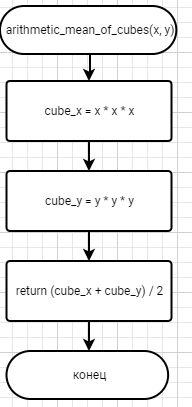 arithmetic_mean_of_cubes(x, y)
cube_x = x * x * x
cube_y = y * y * y
return (cube_x + cube_y) / 2
конец